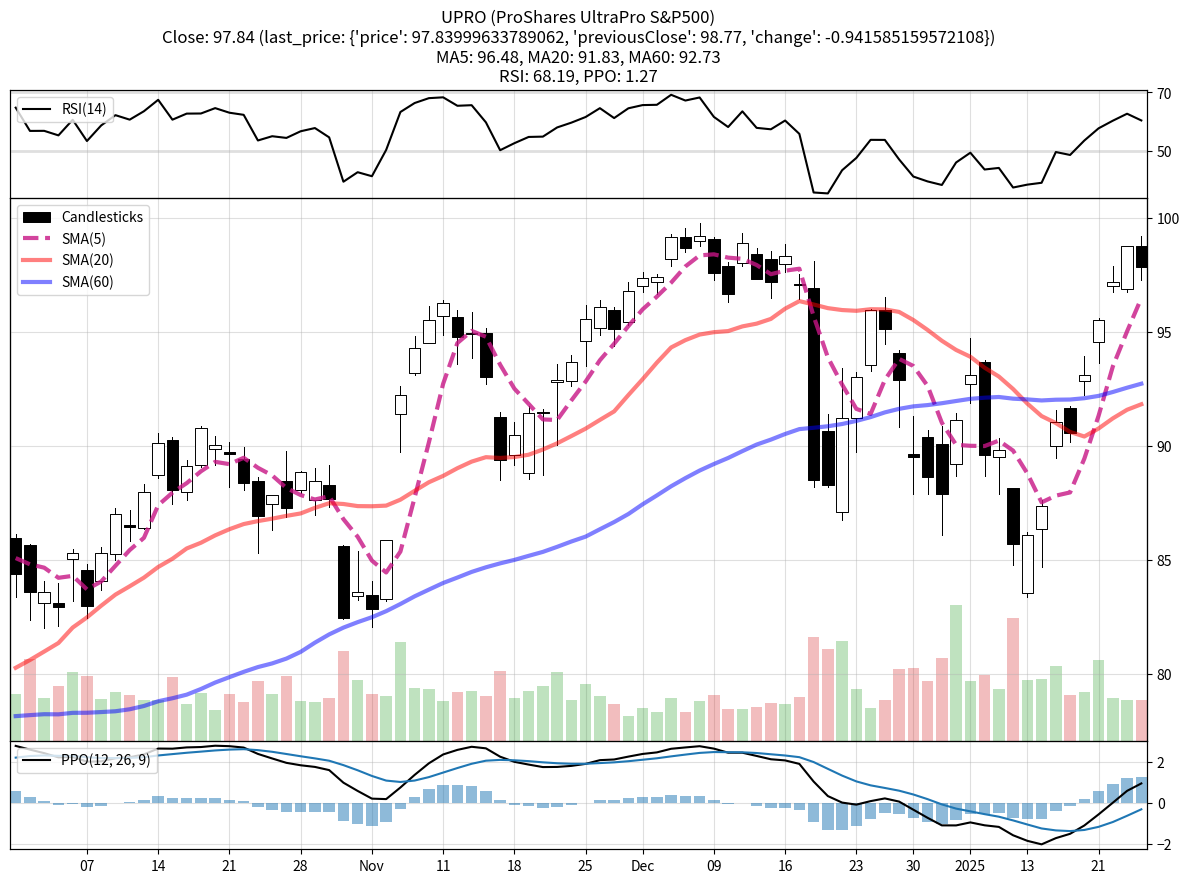 UPRO (ProShares UltraPro S&P500)
Close: 97.84 (last_price: {'price': 97.83999633789062, 'previousClose': 98.77, 'change': -0.941585159572108})
MA5: 96.48, MA20: 91.83, MA60: 92.73
RSI: 68.19, PPO: 1.27
RSI(14)
70
50
Candlesticks
SMA(5)
SMA(20)
SMA(60)
100
95
90
85
80
PPO(12, 26, 9)
2
0
−2
07 14 21 28 Nov 11 18 25 Dec 09 16 23 30 2025 13 21